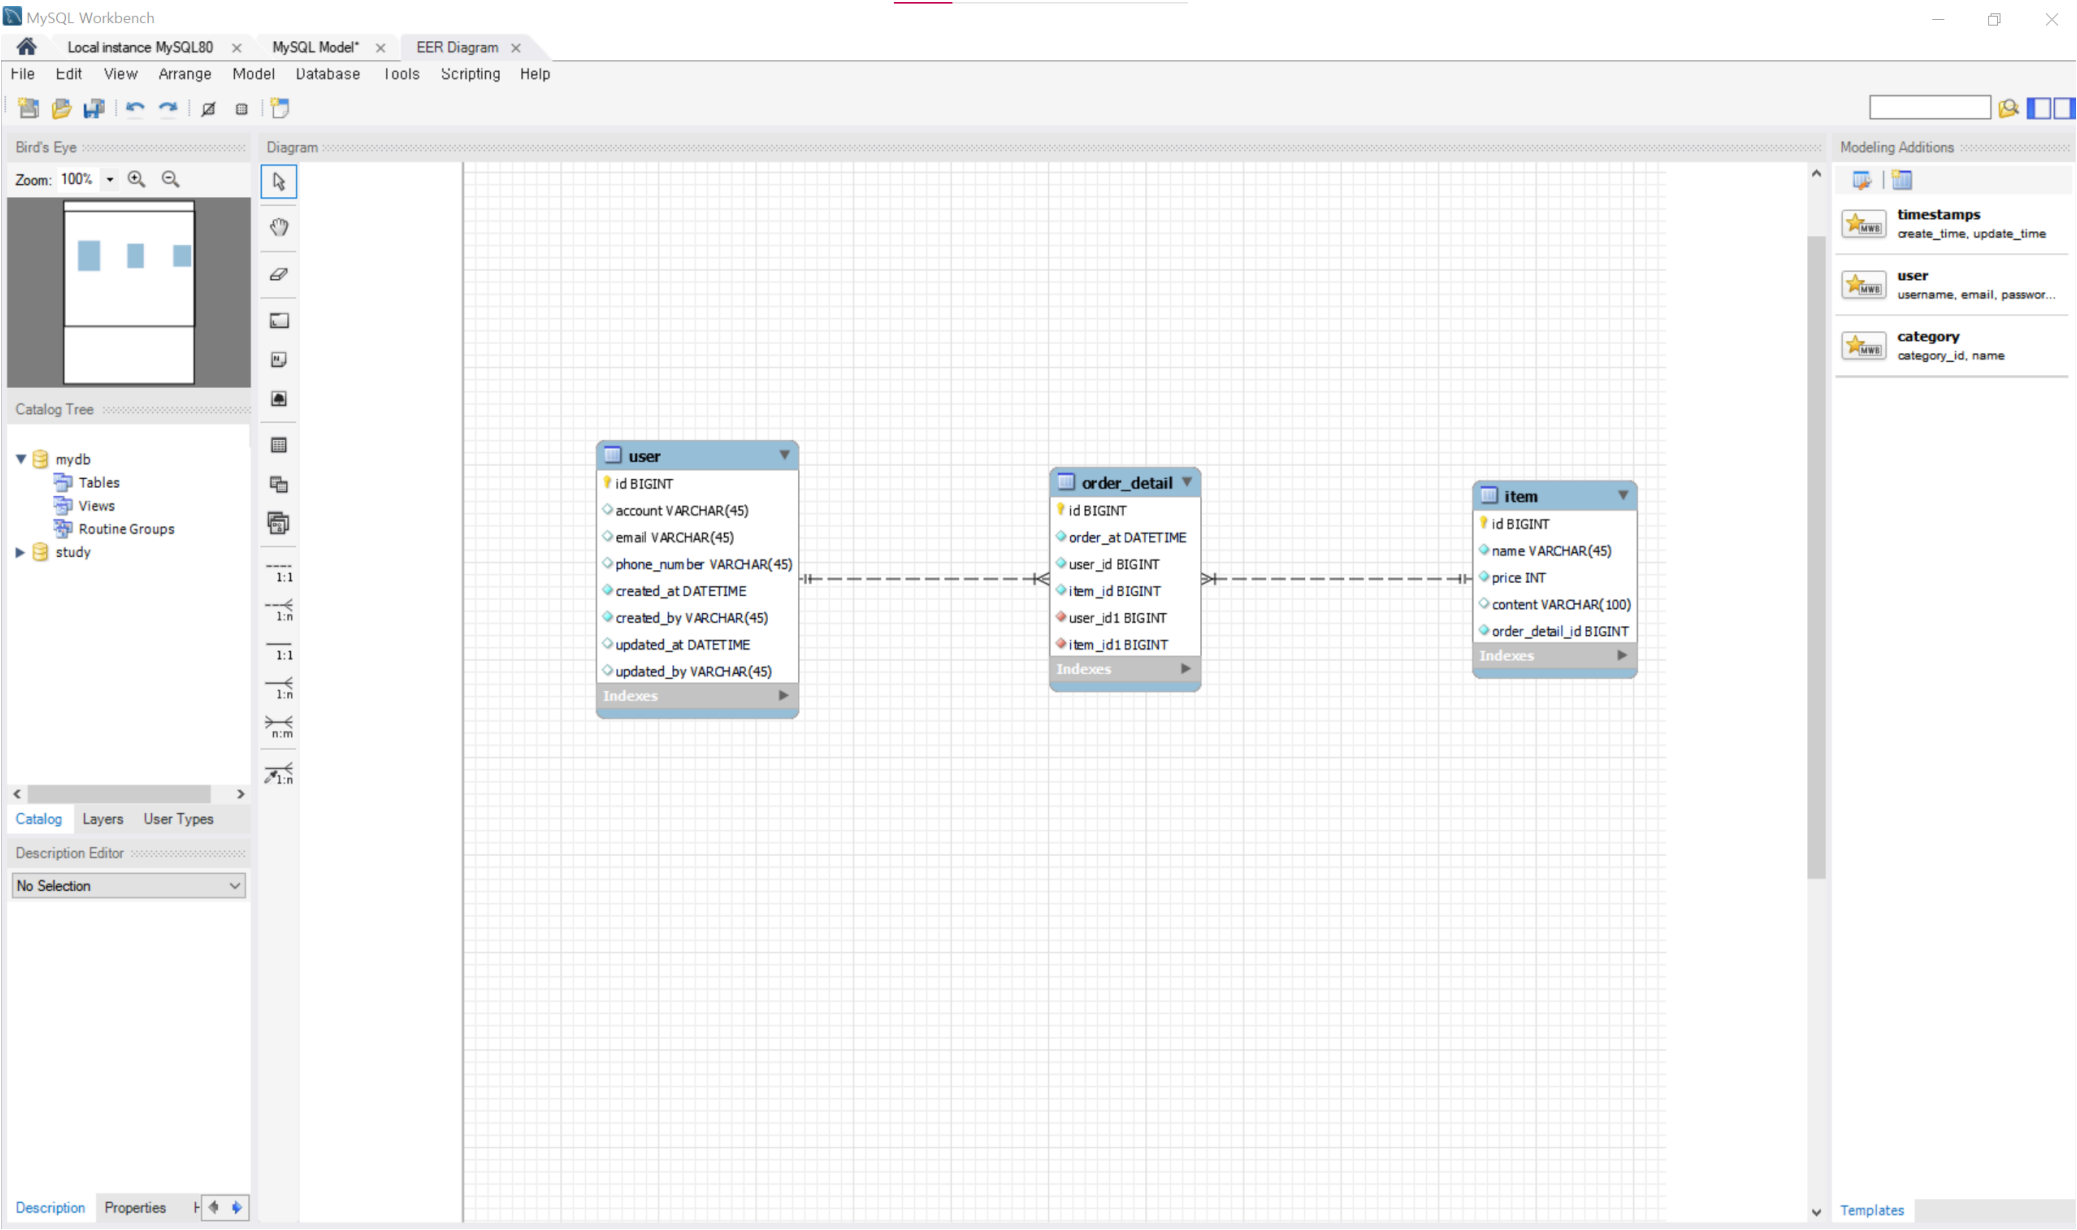 MySQL Workbench
Local instance MySQL80
MySQL Model*
EER Diagram
File Edit View Arrange Model Database Tools Scripting Help
Bird's Eye
Zoom: 100%
Catalog Tree
mydb
Tables
Views
Routine Groups
study
Catalog Layers User Types
Description Editor
No Selection
Description Properties H
Diagram
1:1
1:n
1:1
1:n
n:m
1:n
user
id BIGINT
account VARCHAR(45)
email VARCHAR(45)
phone_number VARCHAR(45)
created_at DATETIME
created_by VARCHAR(45)
updated_at DATETIME
updated_by VARCHAR(45)
Indexes
order_detail
id BIGINT
order_at DATETIME
user_id BIGINT
item_id BIGINT
user_id1 BIGINT
item_id1 BIGINT
Indexes
item
id BIGINT
name VARCHAR(45)
price INT
content VARCHAR(100)
order_detail_id BIGINT
Indexes
Modeling Additions
MWB
timestamps
create_time, update_time
MWB
user
username, email, passwor...
MWB
category
category_id, name
Templates